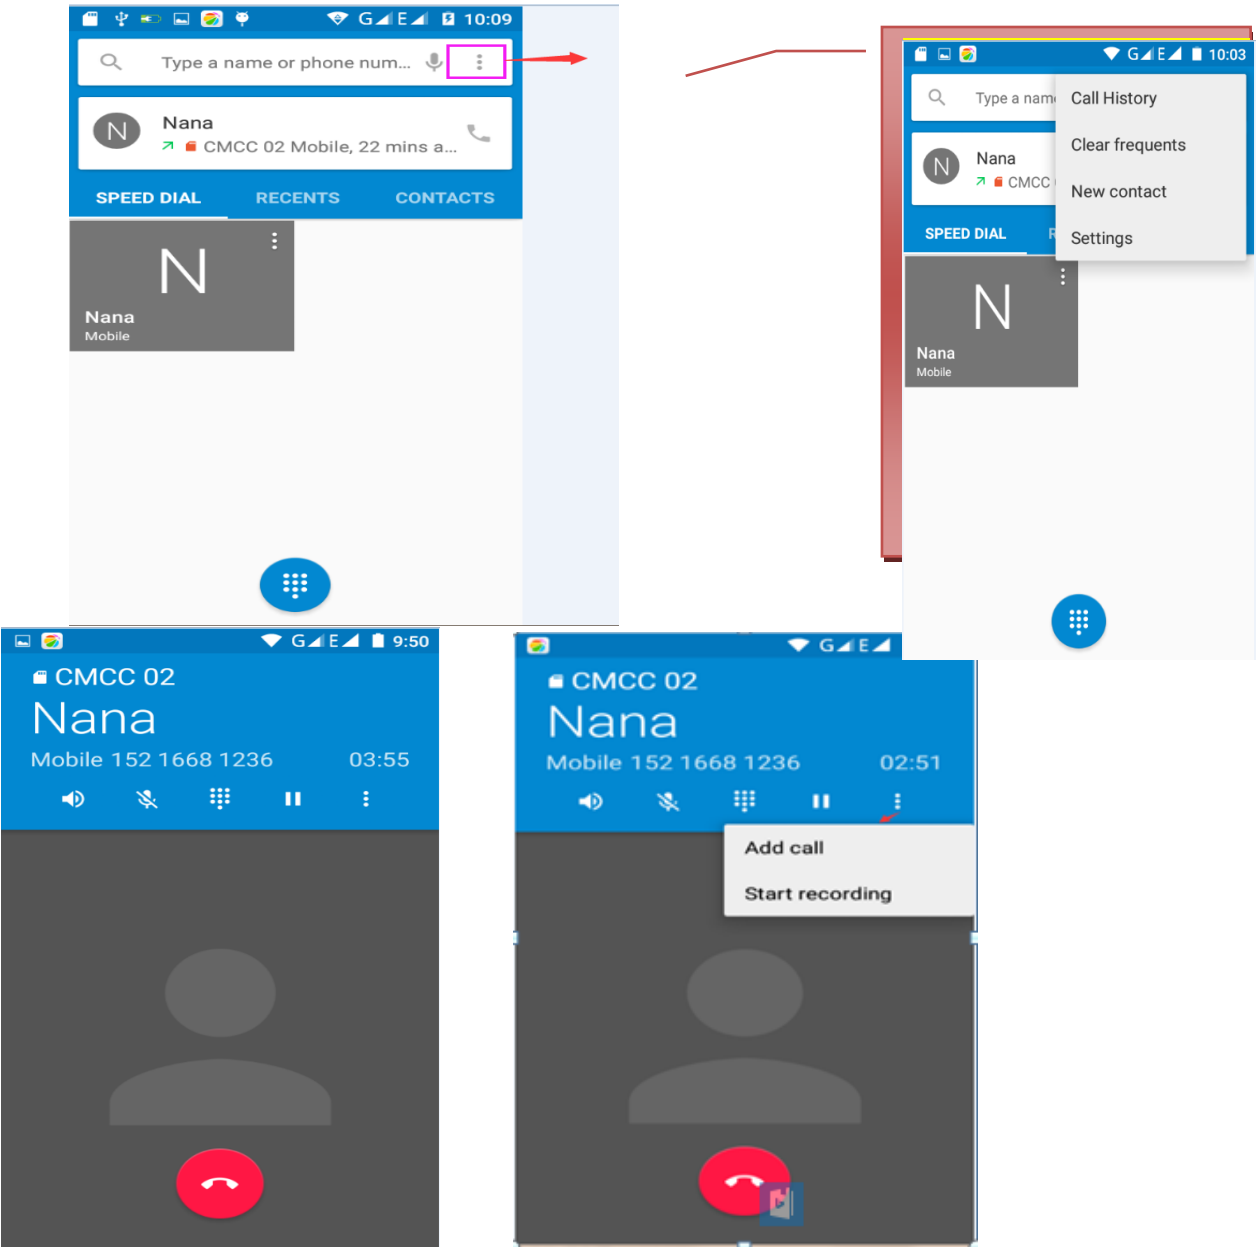 G E 10:09
Type a name or phone num...
N
Nana
CMCC 02 Mobile, 22 mins a...
SPEED DIAL RECENTS CONTACTS
N
Nana
Mobile
G E 10:03
Type a nam
Call History
Clear frequents
New contact
Settings
N
Nana
CMCC
SPEED DIAL R
N
Nana
Mobile
G E 9:50
CMCC 02
Nana
Mobile 152 1668 1236 03:55
G E
CMCC 02
Nana
Mobile 152 1668 1236 02:51
Add call
Start recording